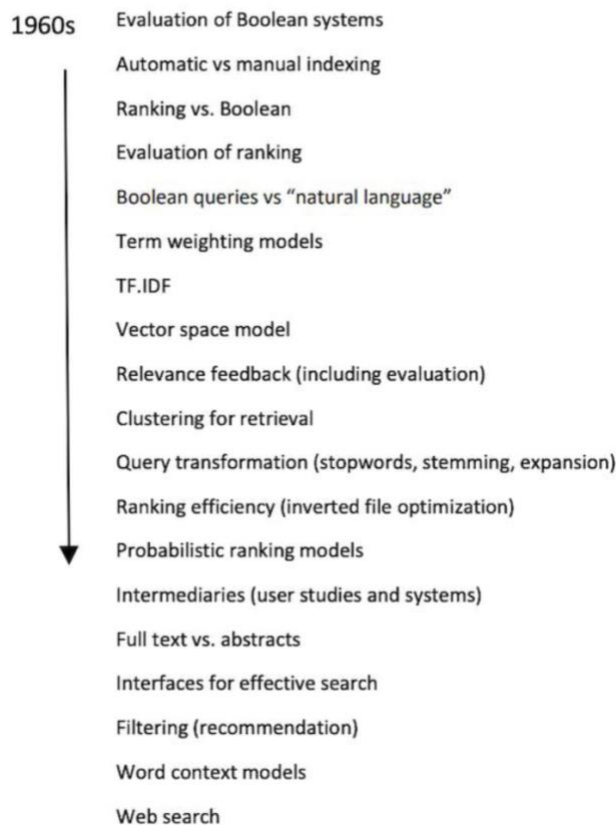 1960s
Evaluation of Boolean systems
Automatic vs manual indexing
Ranking vs. Boolean
Evaluation of ranking
Boolean queries vs “natural language”
Term weighting models
TF.IDF
Vector space model
Relevance feedback (including evaluation)
Clustering for retrieval
Query transformation (stopwords, stemming, expansion)
Ranking efficiency (inverted file optimization)
Probabilistic ranking models
Intermediaries (user studies and systems)
Full text vs. abstracts
Interfaces for effective search
Filtering (recommendation)
Word context models
Web search